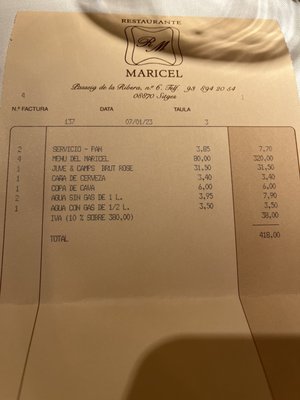 RESTAURANTE
RM
MARICEL
Passeig de la Ribera, nº 6. Telf. 93 894 20 54
4 08870 Sitges 1
N.º FACTURA DATA TAULA
137 07/01/23 3
2 SERVICIO - PAN 3.85 7.70
4 MENU DEL MARICEL 80.00 320.00
1 JUVE & CAMPS BRUT ROSE 31.50 31.50
1 CAÑA DE CERVEZA 3.40 3.40
1 COPA DE CAVA 6.00 6.00
2 AGUA SIN GAS DE 1 L. 3.95 7.90
1 AGUA CON GAS DE 1/2 L. 3.50 3.50
IVA (10 % SOBRE 380.00) 38.00
TOTAL 418.00